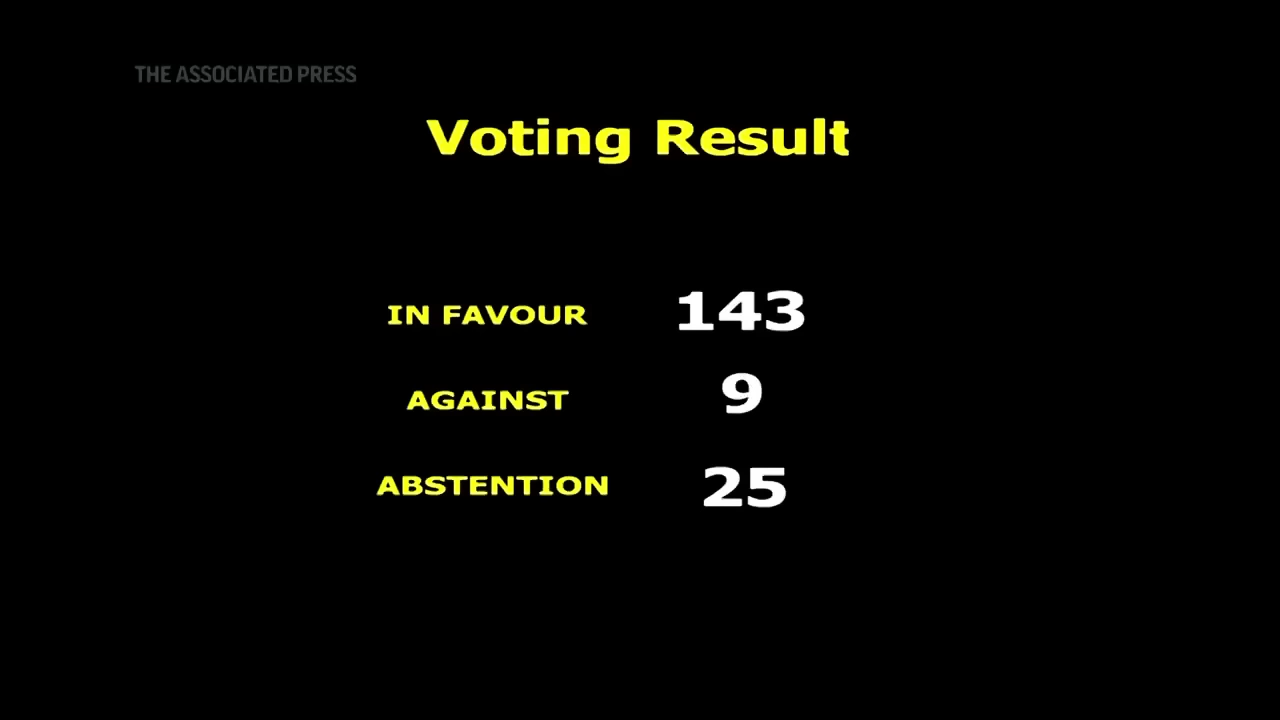 THE ASSOCIATED PRESS
Voting Result
IN FAVOUR 143
AGAINST 9
ABSTENTION 25